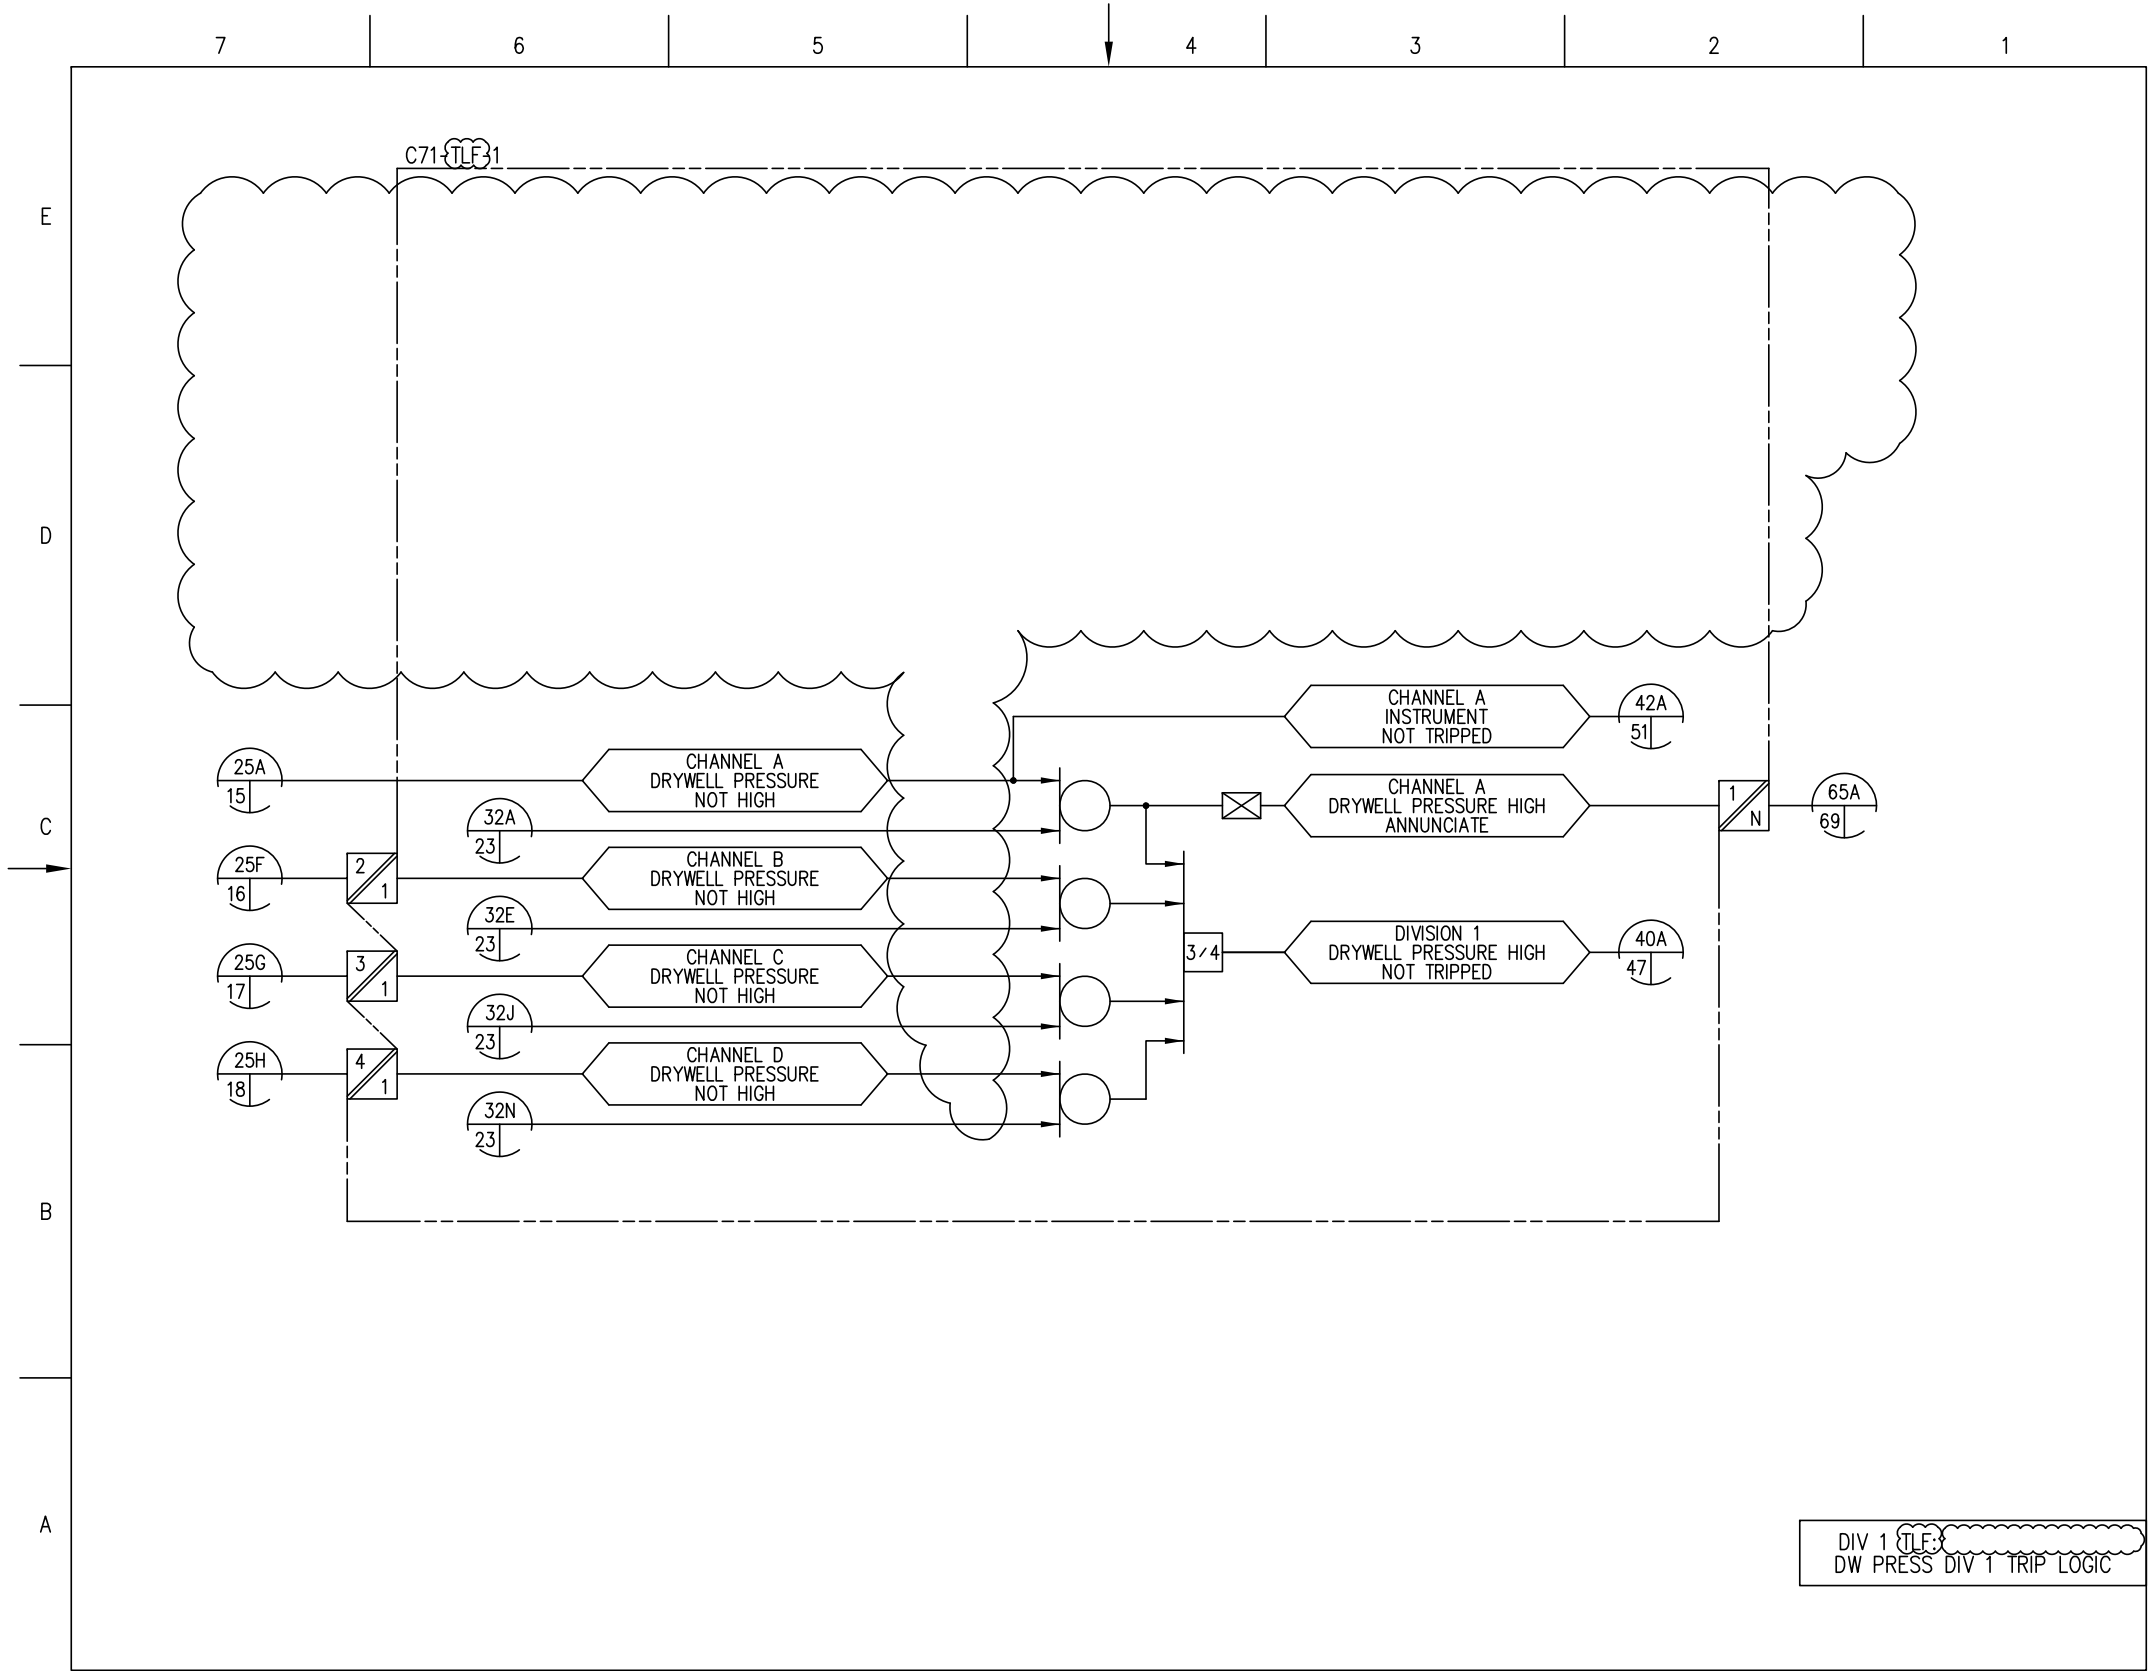 7 6 5 4 3 2 1
C71-TLF-1
E
D
CHANNEL A
INSTRUMENT
NOT TRIPPED
42A
51
25A
15
CHANNEL A
DRYWELL PRESSURE
NOT HIGH
CHANNEL A
DRYWELL PRESSURE HIGH
ANNUNCIATE
1
N
65A
69
C
32A
23
25F
16
2
1
CHANNEL B
DRYWELL PRESSURE
NOT HIGH
32E
23
25G
17
3
1
CHANNEL C
DRYWELL PRESSURE
NOT HIGH
3/4
DIVISION 1
DRYWELL PRESSURE HIGH
NOT TRIPPED
40A
47
32J
23
25H
18
4
1
CHANNEL D
DRYWELL PRESSURE
NOT HIGH
32N
23
B
A
DIV 1 TLF:
DW PRESS DIV 1 TRIP LOGIC